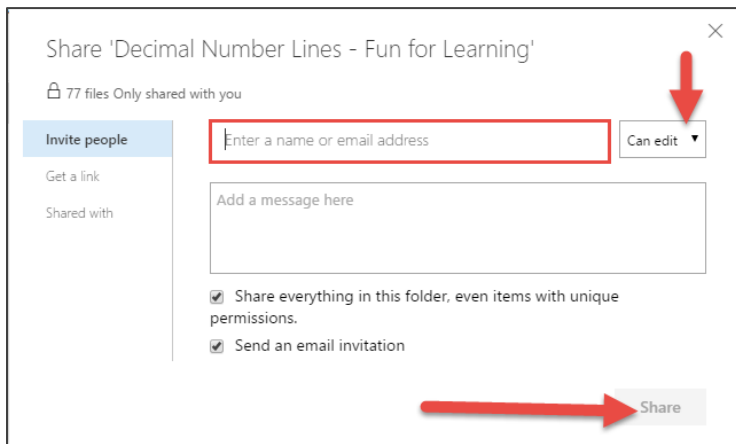 Share 'Decimal Number Lines - Fun for Learning'
77 files Only shared with you
Invite people
Enter a name or email address
Can edit
Get a link
Add a message here
Shared with
Share everything in this folder, even items with unique
permissions.
Send an email invitation
Share